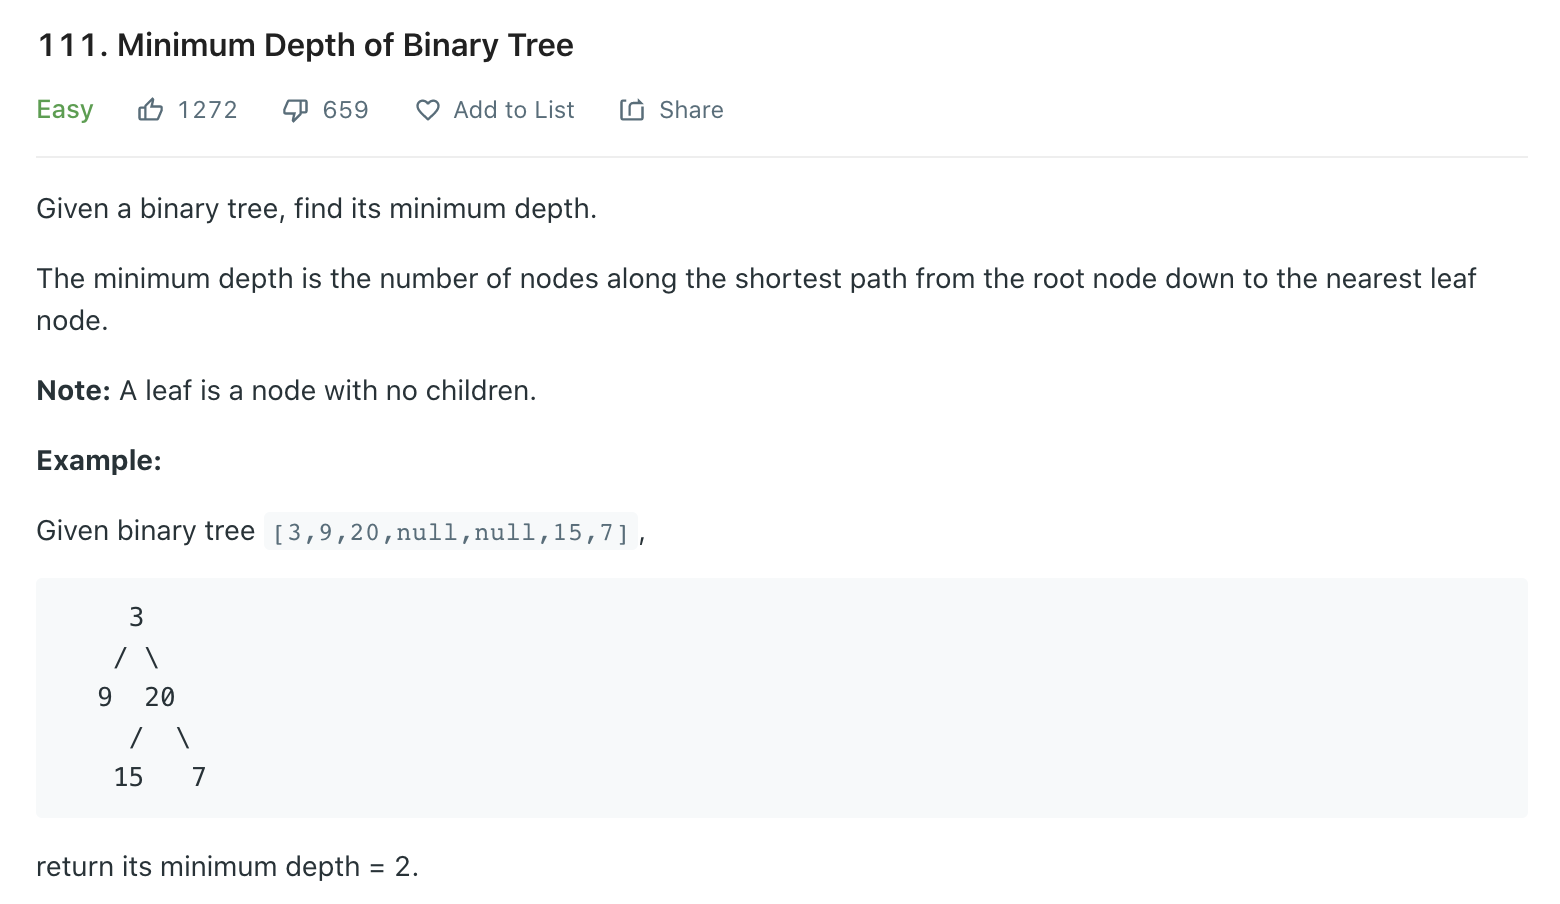 111. Minimum Depth of Binary Tree
Easy 1272 659 Add to List Share
Given a binary tree, find its minimum depth.
The minimum depth is the number of nodes along the shortest path from the root node down to the nearest leaf
node.
Note: A leaf is a node with no children.
Example:
Given binary tree [3,9,20,null,null,15,7],
3
/ \
9 20
/ \
15 7
return its minimum depth = 2.